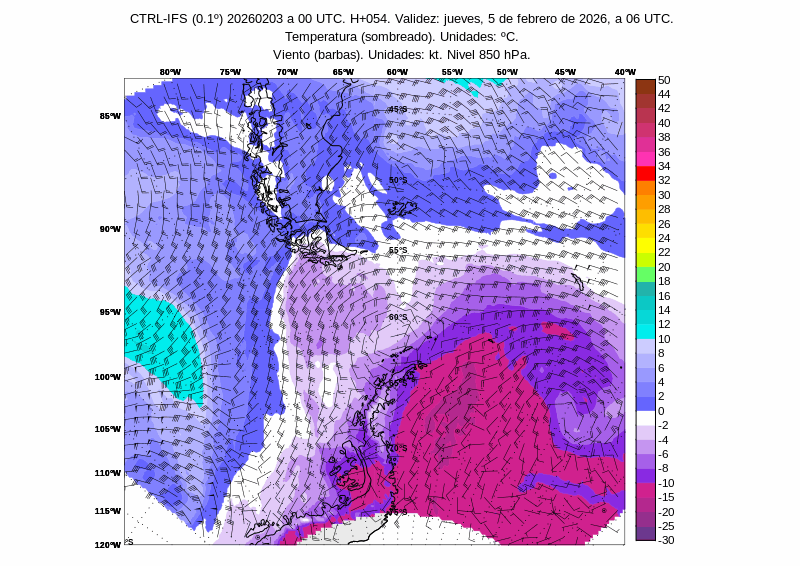 CTRL-IFS (0.1º) 20260203 a 00 UTC. H+054. Validez: jueves, 5 de febrero de 2026, a 06 UTC.
Temperatura (sombreado). Unidades: ºC.
Viento (barbas). Unidades: kt. Nivel 850 hPa.
80°W 75°W 70°W 65°W 60°W 55°W 50°W 45°W 40°W
50
44
42
40
38
36
34
32
30
28
26
24
22
20
18
16
14
12
10
8
6
4
2
0
-2
-4
-6
-8
-10
-15
-20
-25
-30
85°W
90°W
95°W
100°W
105°W
110°W
115°W
120°W
45°S
50°S
55°S
60°S
65°S
70°S
75°S
°S